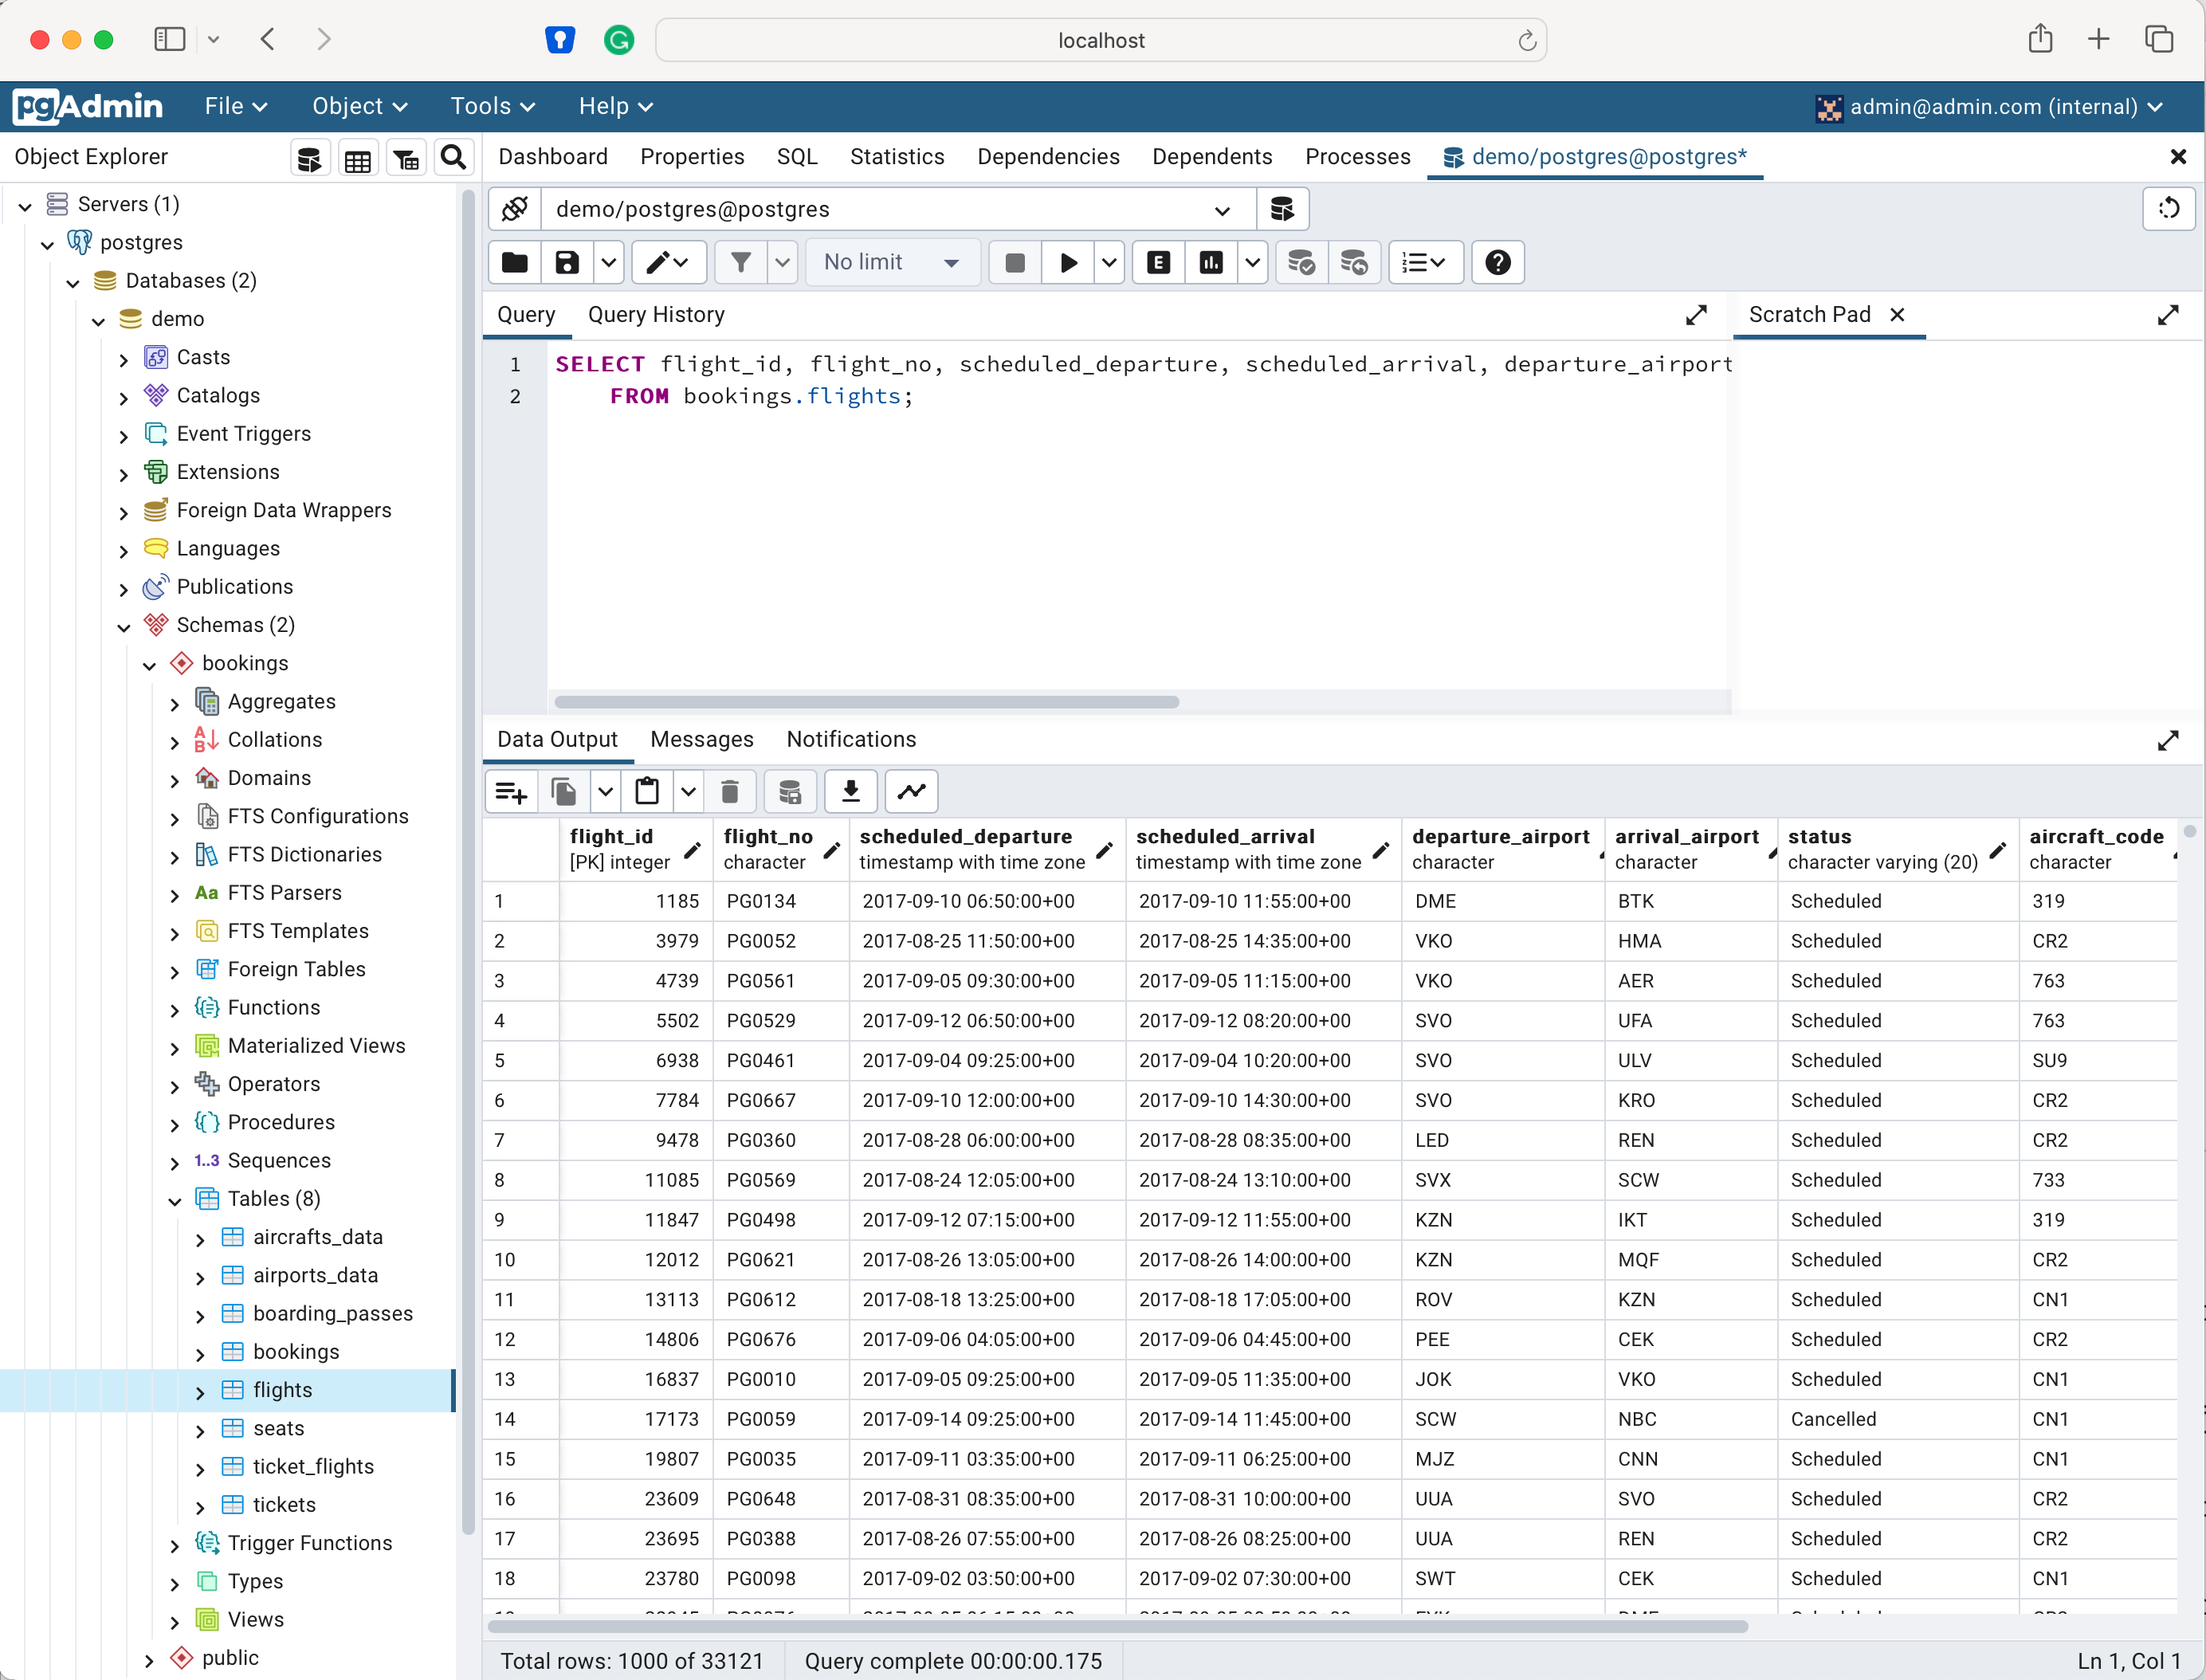 localhost
pgAdmin File Object Tools Help admin@admin.com (internal)
Object Explorer
Dashboard Properties SQL Statistics Dependencies Dependents Processes demo/postgres@postgres*
Servers (1)
postgres
Databases (2)
demo
Casts
Catalogs
Event Triggers
Extensions
Foreign Data Wrappers
Languages
Publications
Schemas (2)
bookings
Aggregates
Collations
Domains
FTS Configurations
FTS Dictionaries
Aa FTS Parsers
FTS Templates
Foreign Tables
Functions
Materialized Views
Operators
Procedures
1..3 Sequences
Tables (8)
aircrafts_data
airports_data
boarding_passes
bookings
flights
seats
ticket_flights
tickets
Trigger Functions
Types
Views
public
demo/postgres@postgres
No limit
E
Query Query History
Scratch Pad
1 SELECT flight_id, flight_no, scheduled_departure, scheduled_arrival, departure_airport
2 FROM bookings.flights;
Data Output Messages Notifications
flight_id flight_no scheduled_departure scheduled_arrival departure_airport arrival_airport status aircraft_code
[PK] integer character timestamp with time zone timestamp with time zone character character character varying (20) character
1 1185 PG0134 2017-09-10 06:50:00+00 2017-09-10 11:55:00+00 DME BTK Scheduled 319
2 3979 PG0052 2017-08-25 11:50:00+00 2017-08-25 14:35:00+00 VKO HMA Scheduled CR2
3 4739 PG0561 2017-09-05 09:30:00+00 2017-09-05 11:15:00+00 VKO AER Scheduled 763
4 5502 PG0529 2017-09-12 06:50:00+00 2017-09-12 08:20:00+00 SVO UFA Scheduled 763
5 6938 PG0461 2017-09-04 09:25:00+00 2017-09-04 10:20:00+00 SVO ULV Scheduled SU9
6 7784 PG0667 2017-09-10 12:00:00+00 2017-09-10 14:30:00+00 SVO KRO Scheduled CR2
7 9478 PG0360 2017-08-28 06:00:00+00 2017-08-28 08:35:00+00 LED REN Scheduled CR2
8 11085 PG0569 2017-08-24 12:05:00+00 2017-08-24 13:10:00+00 SVX SCW Scheduled 733
9 11847 PG0498 2017-09-12 07:15:00+00 2017-09-12 11:55:00+00 KZN IKT Scheduled 319
10 12012 PG0621 2017-08-26 13:05:00+00 2017-08-26 14:00:00+00 KZN MQF Scheduled CR2
11 13113 PG0612 2017-08-18 13:25:00+00 2017-08-18 17:05:00+00 ROV KZN Scheduled CN1
12 14806 PG0676 2017-09-06 04:05:00+00 2017-09-06 04:45:00+00 PEE CEK Scheduled CR2
13 16837 PG0010 2017-09-05 09:25:00+00 2017-09-05 11:35:00+00 JOK VKO Scheduled CN1
14 17173 PG0059 2017-09-14 09:25:00+00 2017-09-14 11:45:00+00 SCW NBC Cancelled CN1
15 19807 PG0035 2017-09-11 03:35:00+00 2017-09-11 06:25:00+00 MJZ CNN Scheduled CN1
16 23609 PG0648 2017-08-31 08:35:00+00 2017-08-31 10:00:00+00 UUA SVO Scheduled CR2
17 23695 PG0388 2017-08-26 07:55:00+00 2017-08-26 08:25:00+00 UUA REN Scheduled CR2
18 23780 PG0098 2017-09-02 03:50:00+00 2017-09-02 07:30:00+00 SWT CEK Scheduled CN1
Total rows: 1000 of 33121 Query complete 00:00:00.175 Ln 1, Col 1